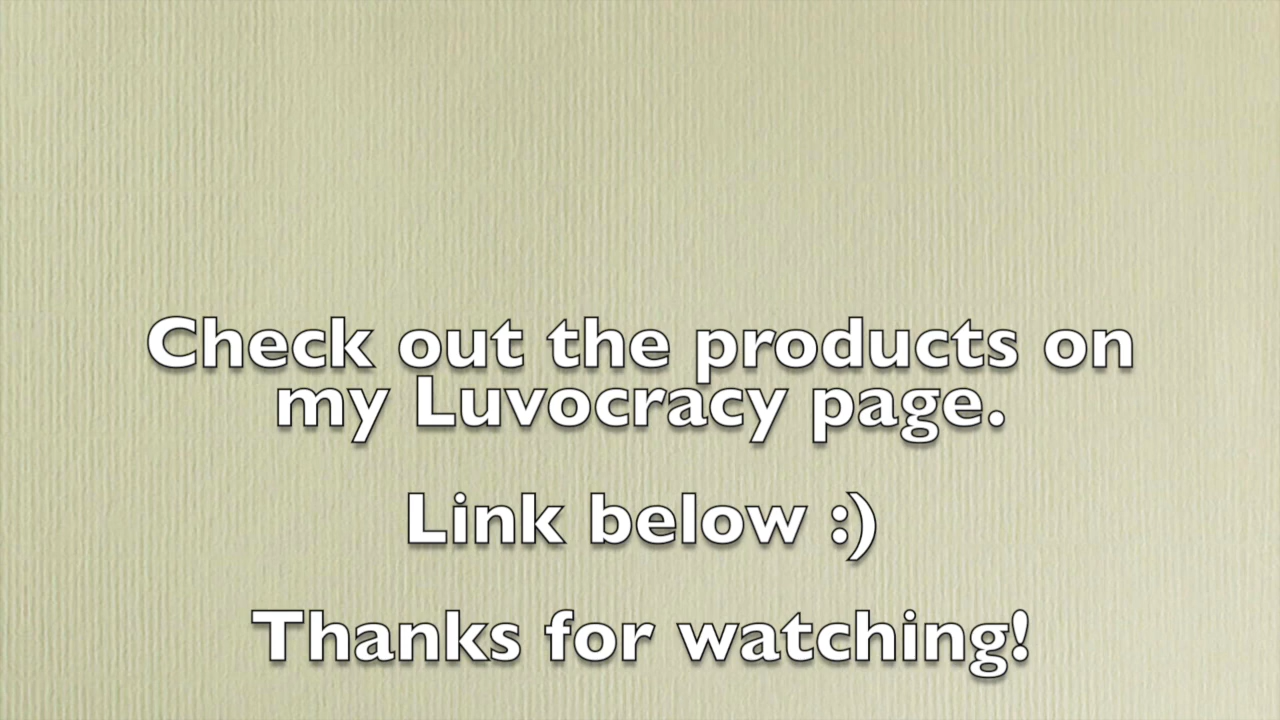 Check out the products on
my Luvocracy page.
Link below :)
Thanks for watching!